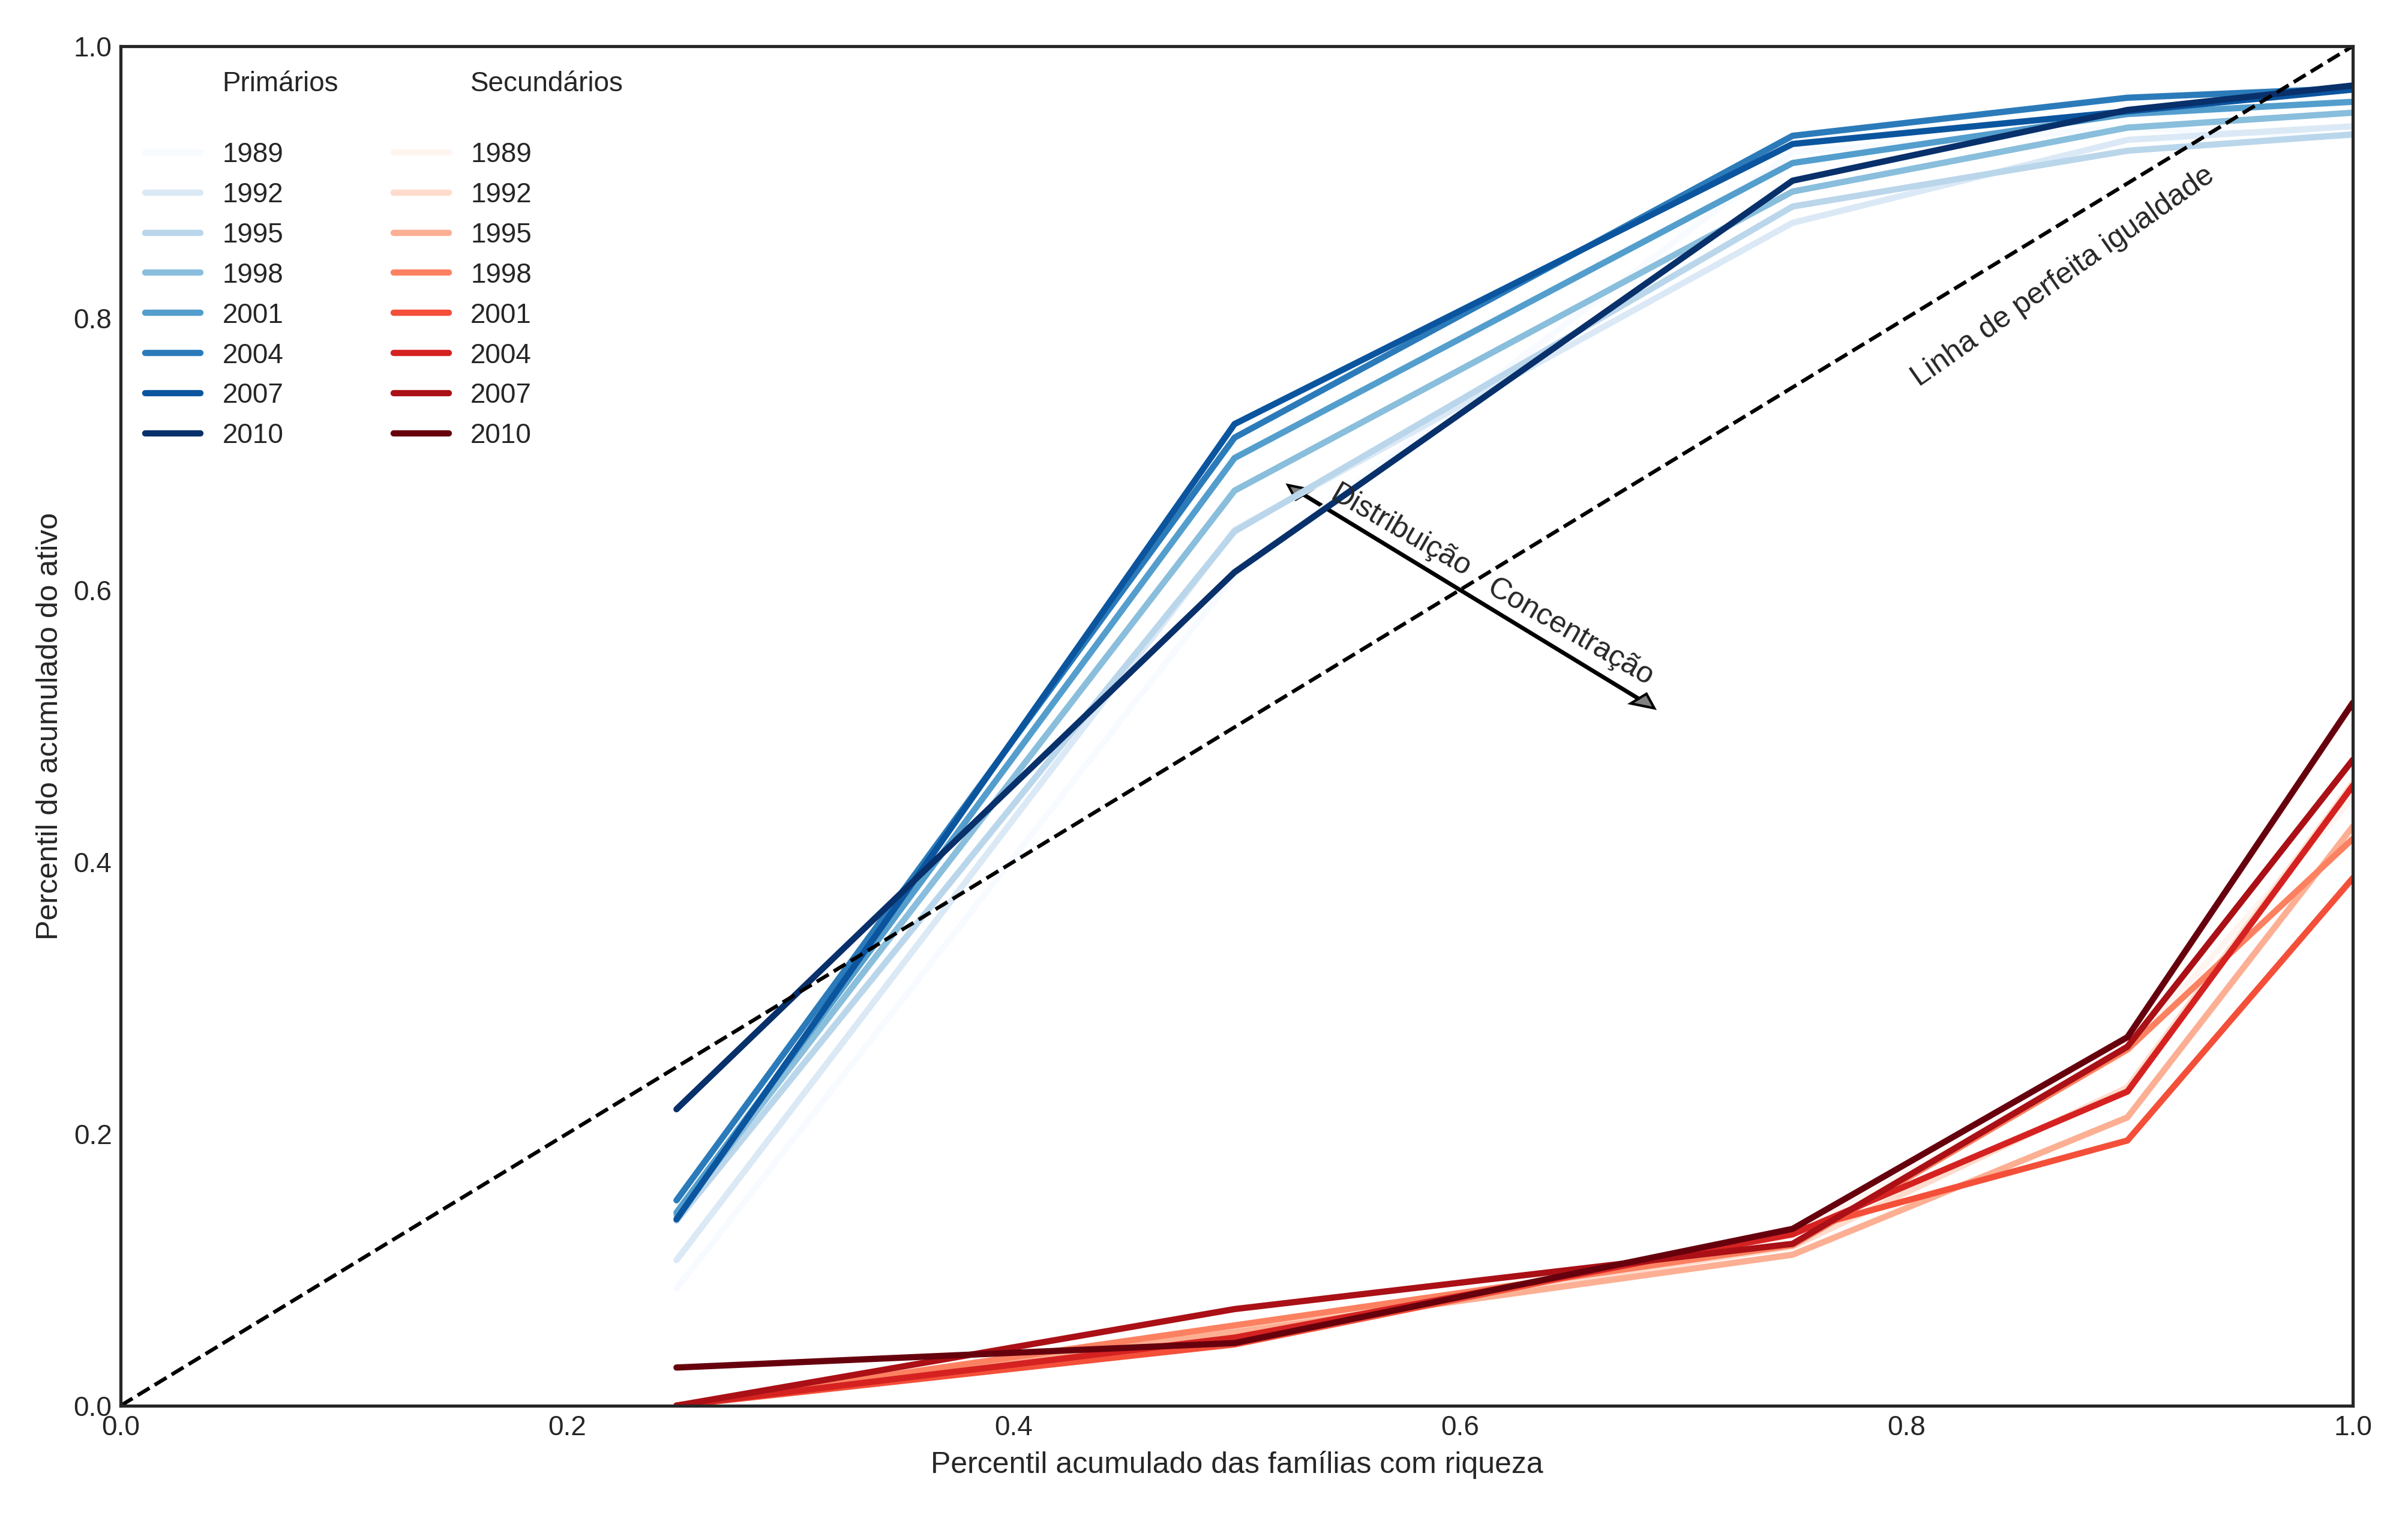 Primários Secundários
1989 1989
1992 1992
1995 1995
1998 1998
2001 2001
2004 2004
2007 2007
2010 2010
1.0
0.8
0.6
0.4
0.2
0.0
Percentil do acumulado do ativo
Linha de perfeita igualdade
Distribuição
Concentração
0.0 0.2 0.4 0.6 0.8 1.0
Percentil acumulado das famílias com riqueza